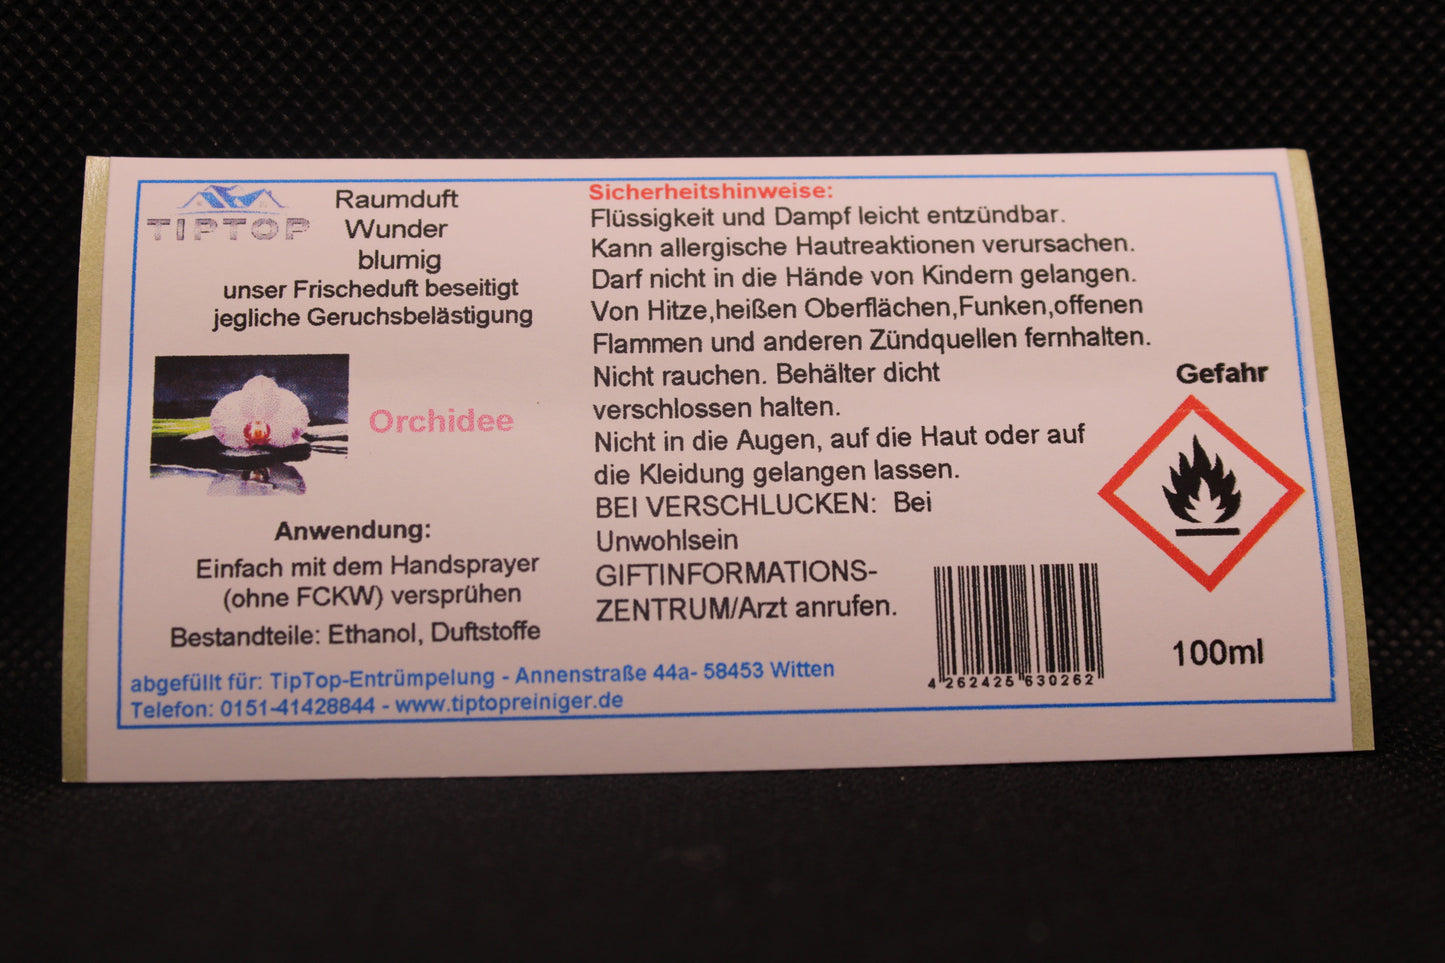 TIPTOP
Raumduft
Wunder
blumig
unser Frischeduft beseitigt
jegliche Geruchsbelästigung
Orchidee
Anwendung:
Einfach mit dem Handsprayer
(ohne FCKW) versprühen
Bestandteile: Ethanol, Duftstoffe
Sicherheitshinweise:
Flüssigkeit und Dampf leicht entzündbar.
Kann allergische Hautreaktionen verursachen.
Darf nicht in die Hände von Kindern gelangen.
Von Hitze,heißen Oberflächen,Funken,offenen
Flammen und anderen Zündquellen fernhalten.
Nicht rauchen. Behälter dicht
verschlossen halten.
Nicht in die Augen, auf die Haut oder auf
die Kleidung gelangen lassen.
BEI VERSCHLUCKEN: Bei
Unwohlsein
GIFTINFORMATIONS-
ZENTRUM/Arzt anrufen.
Gefahr
4 262425 630262
100ml
abgefüllt für: TipTop-Entrümpelung - Annenstraße 44a- 58453 Witten
Telefon: 0151-41428844 - www.tiptopreiniger.de